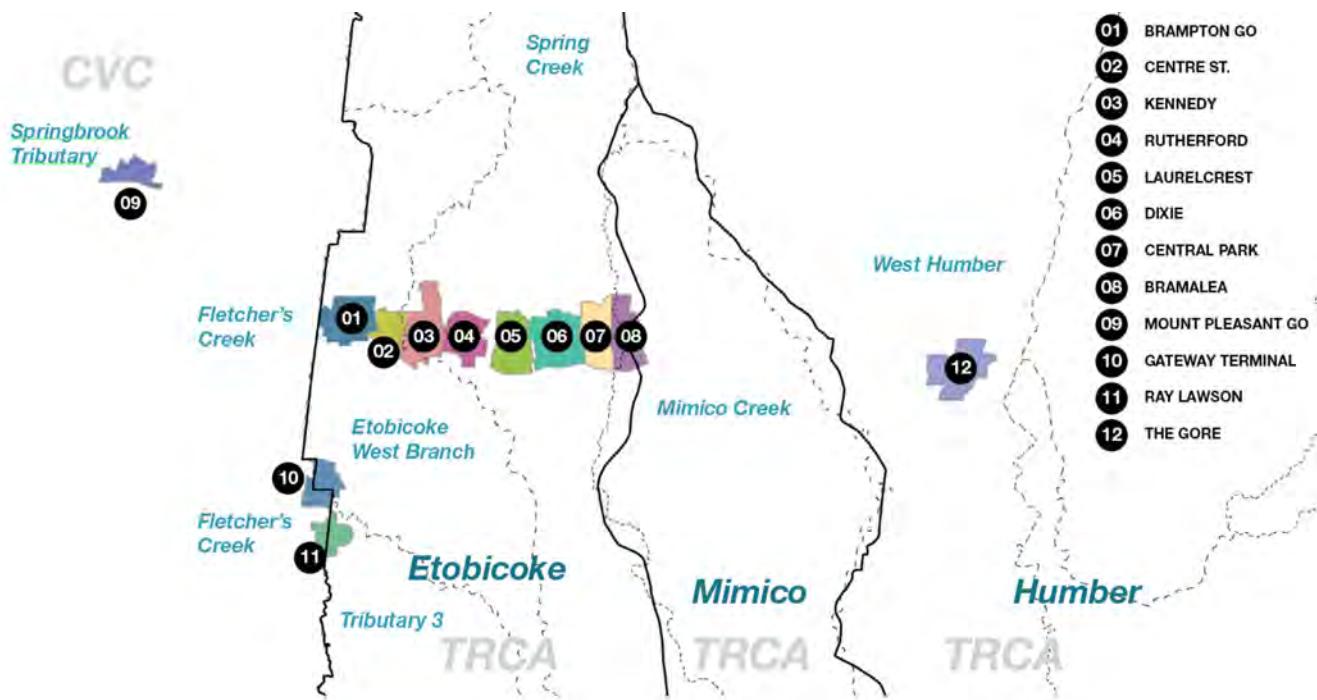 CVC
Springbrook
Tributary
09
Spring
Creek
Fletcher's
Creek
01
02
03
04
05
06
07
08
Etobicoke
West Branch
Mimico Creek
West Humber
12
10
Fletcher's
Creek
11
Etobicoke
Mimico
Humber
Tributary 3
TRCA
TRCA
TRCA
01 BRAMPTON GO
02 CENTRE ST.
03 KENNEDY
04 RUTHERFORD
05 LAURELCREST
06 DIXIE
07 CENTRAL PARK
08 BRAMALEA
09 MOUNT PLEASANT GO
10 GATEWAY TERMINAL
11 RAY LAWSON
12 THE GORE